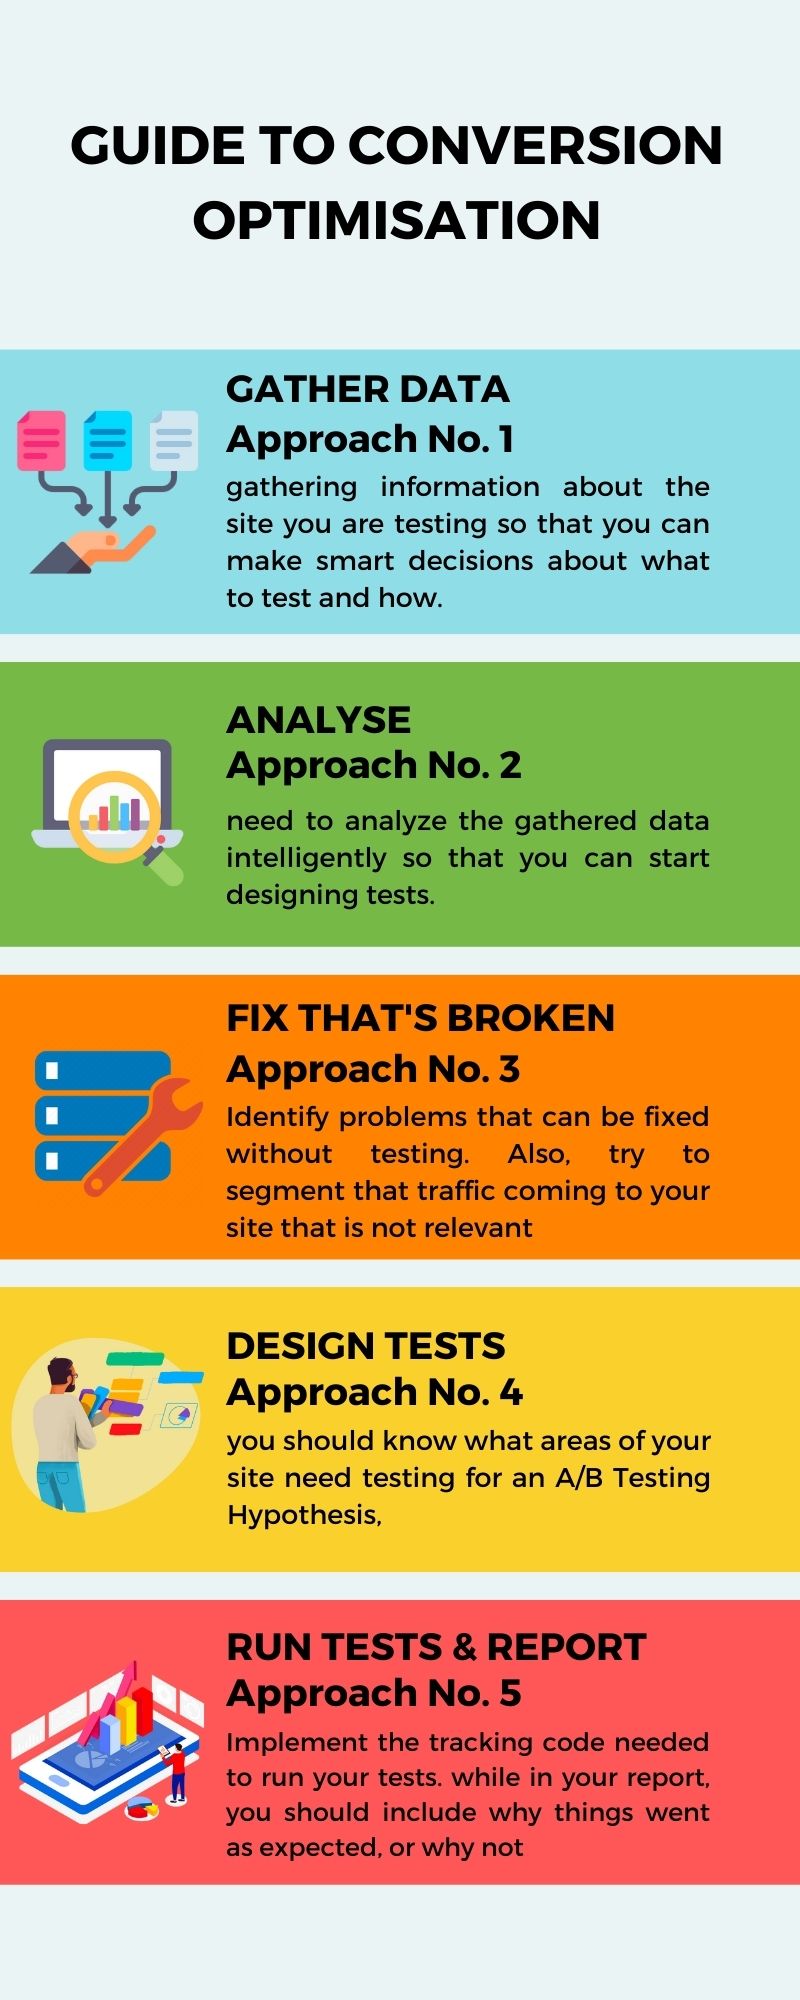 GUIDE TO CONVERSION
OPTIMISATION
GATHER DATA
Approach No. 1
gathering information about the
site you are testing so that you can
make smart decisions about what
to test and how.
ANALYSE
Approach No. 2
need to analyze the gathered data
intelligently so that you can start
designing tests.
FIX THAT'S BROKEN
Approach No. 3
Identify problems that can be fixed
without testing. Also, try to
segment that traffic coming to your
site that is not relevant
DESIGN TESTS
Approach No. 4
you should know what areas of your
site need testing for an A/B Testing
Hypothesis,
RUN TESTS & REPORT
Approach No. 5
Implement the tracking code needed
to run your tests. while in your report,
you should include why things went
as expected, or why not